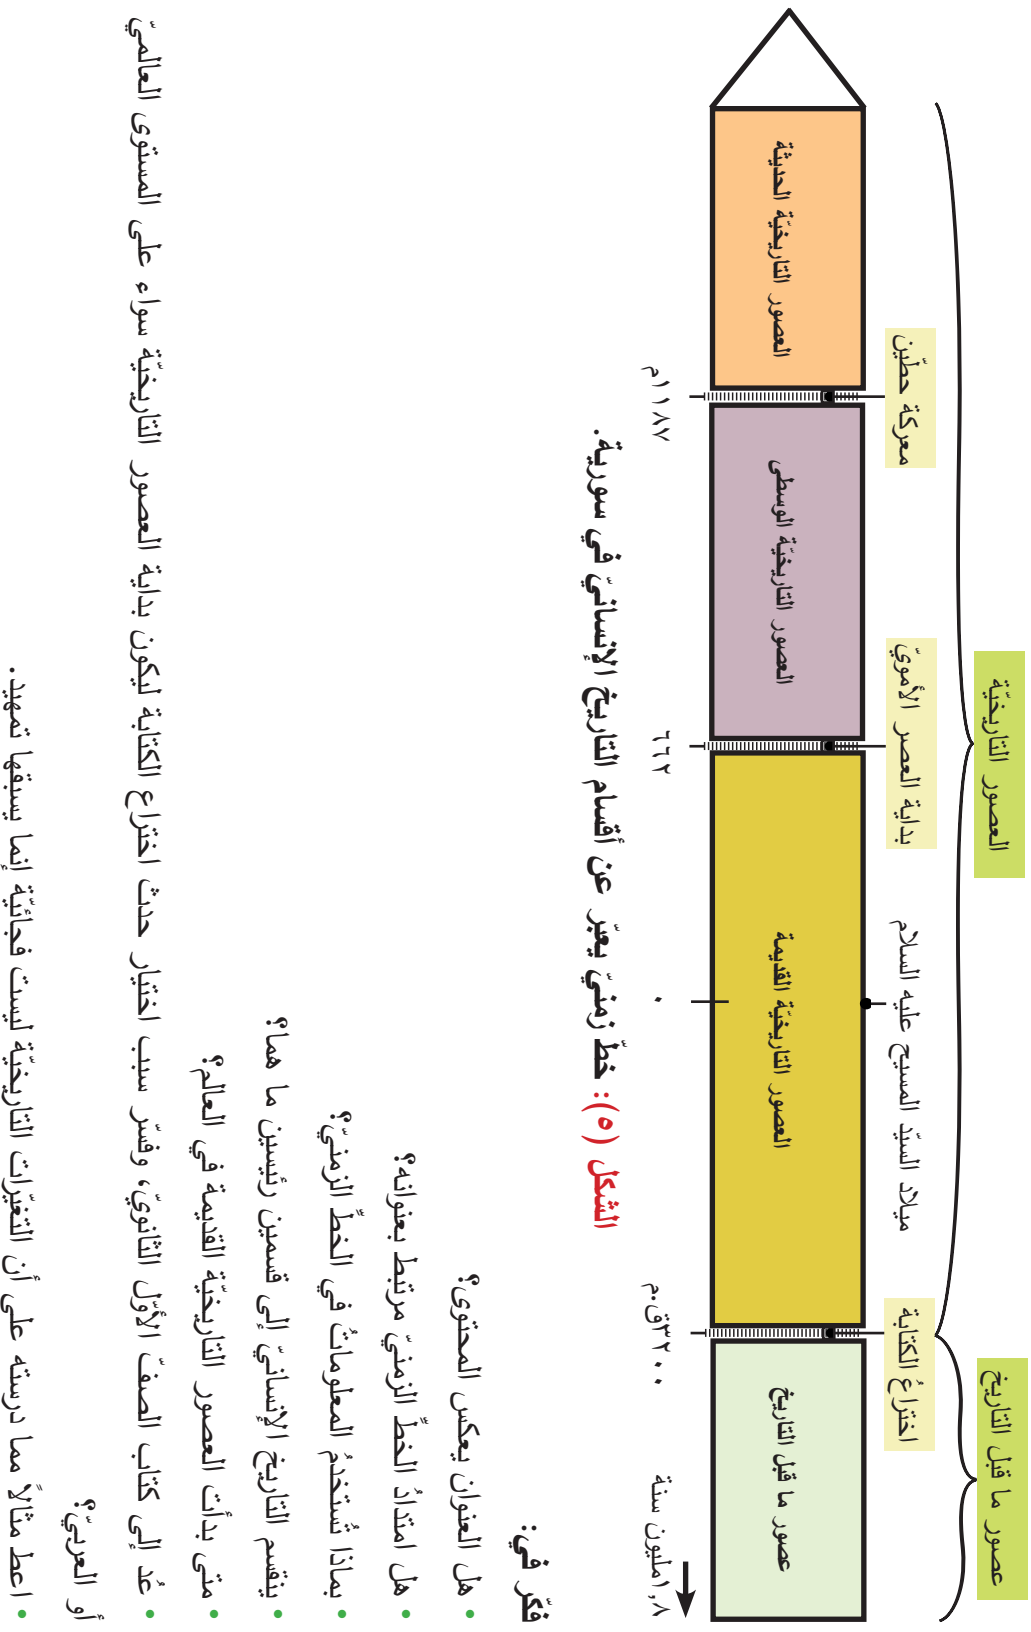 عصور ما قبل التاريخ
العصور التاريخيّة
اختراعُ الكتابة
ميلاد السيّد المسيح عليه السلام
بداية العصر الأمويّ
معركة حطّين
عصور ما قبل التاريخ
العصور التاريخيّة القديمة
العصور التاريخيّة الوسطى
العصور التاريخيّة الحديثة
١,٨مليون سنة
٣٢٠٠ق.م
٠
٦٦٢
١١٨٧م
الشكل (٥): خطّ زمنيّ يعبّر عن أقسام التاريخ الإنسانيّ في سورية.
فكّر في:
• هل العنوان يعكس المحتوى؟
• هل امتدادُ الخطِّ الزمنيّ مرتبط بعنوانه؟
• بماذا تُستخدمُ المعلوماتُ في الخطِّ الزمنيّ؟
• ينقسم التاريخ الإنسانيّ إلى قسمين رئيسين ما هما؟
• متى بدأت العصور التاريخيّة القديمة في العالم؟
• عُد إلى كتاب الصفّ الأوّل الثانويّ، وفسّر سبب اختيار حدث اختراع الكتابة ليكون بداية العصور التاريخيّة سواء على المستوى العالميّ
أو العربيّ؟
• اعط مثالاً مما درسته على أن التغيّرات التاريخيّة ليست فجائيّة إنما يسبقها تمهيد.